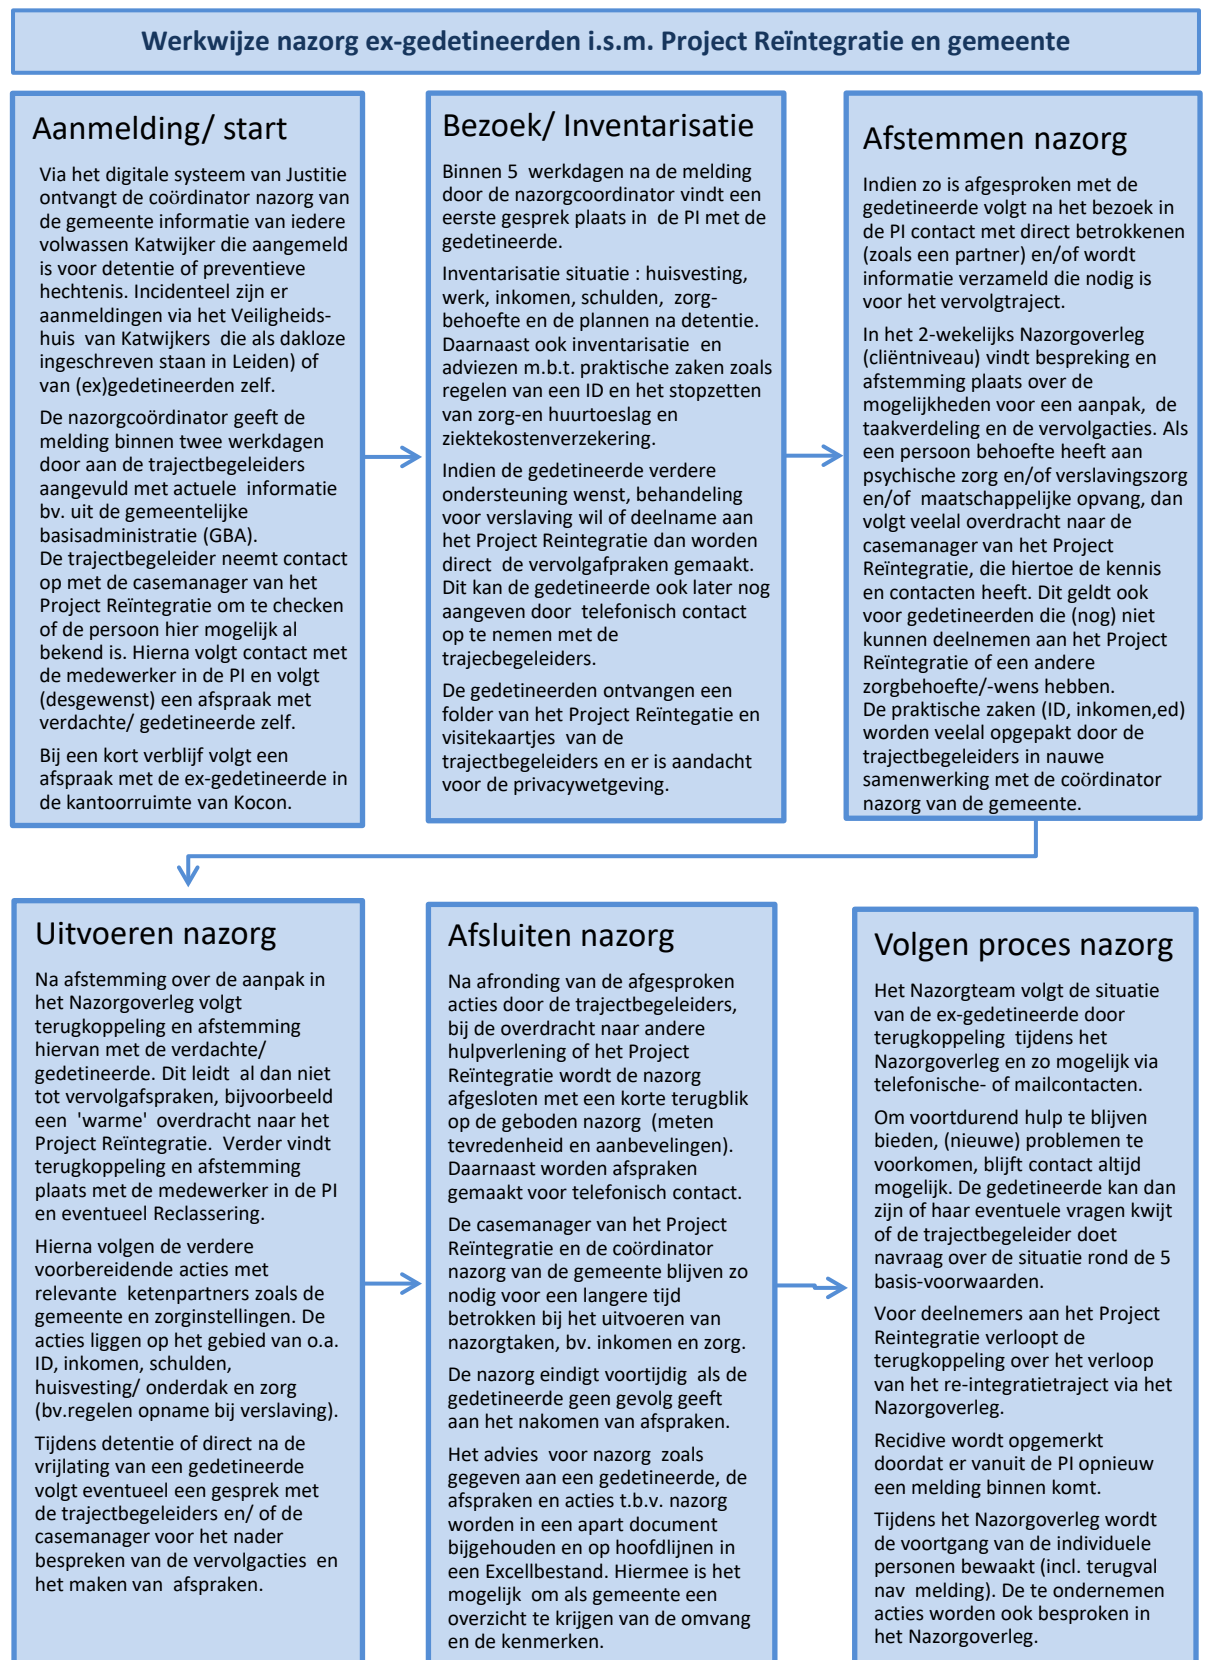 Werkwijze nazorg ex-gedetineerden i.s.m. Project Reïntegratie en gemeente
Aanmelding/ start
Via het digitale systeem van Justitie
ontvangt de coördinator nazorg van
de gemeente informatie van iedere
volwassen Katwijker die aangemeld
is voor detentie of preventieve
hechtenis. Incidenteel zijn er
aanmeldingen via het Veiligheids-
huis van Katwijkers die als dakloze
ingeschreven staan in Leiden) of
van (ex)gedetineerden zelf.
De nazorgcoördinator geeft de
melding binnen twee werkdagen
door aan de trajectbegeleiders
aangevuld met actuele informatie
bv. uit de gemeentelijke
basisadministratie (GBA).
De trajectbegeleider neemt contact
op met de casemanager van het
Project Reïntegratie om te checken
of de persoon hier mogelijk al
bekend is. Hierna volgt contact met
de medewerker in de PI en volgt
(desgewenst) een afspraak met
verdachte/ gedetineerde zelf.
Bij een kort verblijf volgt een
afspraak met de ex-gedetineerde in
de kantoorruimte van Kocon.
Bezoek/ Inventarisatie
Binnen 5 werkdagen na de melding
door de nazorgcoordinator vindt een
eerste gesprek plaats in de PI met de
gedetineerde.
Inventarisatie situatie : huisvesting,
werk, inkomen, schulden, zorg-
behoefte en de plannen na detentie.
Daarnaast ook inventarisatie en
adviezen m.b.t. praktische zaken zoals
regelen van een ID en het stopzetten
van zorg-en huurtoeslag en
ziektekostenverzekering.
Indien de gedetineerde verdere
ondersteuning wenst, behandeling
voor verslaving wil of deelname aan
het Project Reintegratie dan worden
direct de vervolgafpraken gemaakt.
Dit kan de gedetineerde ook later nog
aangeven door telefonisch contact
op te nemen met de
trajecbegeleiders.
De gedetineerden ontvangen een
folder van het Project Reïntegatie en
visitekaartjes van de
trajectbegeleiders en er is aandacht
voor de privacywetgeving.
Afstemmen nazorg
Indien zo is afgesproken met de
gedetineerde volgt na het bezoek in
de PI contact met direct betrokkenen
(zoals een partner) en/of wordt
informatie verzameld die nodig is
voor het vervolgtraject.
In het 2-wekelijks Nazorgoverleg
(cliëntniveau) vindt bespreking en
afstemming plaats over de
mogelijkheden voor een aanpak, de
taakverdeling en de vervolgacties. Als
een persoon behoefte heeft aan
psychische zorg en/of verslavingszorg
en/of maatschappelijke opvang, dan
volgt veelal overdracht naar de
casemanager van het Project
Reïntegratie, die hiertoe de kennis
en contacten heeft. Dit geldt ook
voor gedetineerden die (nog) niet
kunnen deelnemen aan het Project
Reïntegratie of een andere
zorgbehoefte/-wens hebben.
De praktische zaken (ID, inkomen,ed)
worden veelal opgepakt door de
trajectbegeleiders in nauwe
samenwerking met de coördinator
nazorg van de gemeente.
Uitvoeren nazorg
Na afstemming over de aanpak in
het Nazorgoverleg volgt
terugkoppeling en afstemming
hiervan met de verdachte/
gedetineerde. Dit leidt al dan niet
tot vervolgafspraken, bijvoorbeeld
een 'warme' overdracht naar het
Project Reïntegratie. Verder vindt
terugkoppeling en afstemming
plaats met de medewerker in de PI
en eventueel Reclassering.
Hierna volgen de verdere
voorbereidende acties met
relevante ketenpartners zoals de
gemeente en zorginstellingen. De
acties liggen op het gebied van o.a.
ID, inkomen, schulden,
huisvesting/ onderdak en zorg
(bv.regelen opname bij verslaving).
Tijdens detentie of direct na de
vrijlating van een gedetineerde
volgt eventueel een gesprek met
de trajectbegeleiders en/ of de
casemanager voor het nader
bespreken van de vervolgacties en
het maken van afspraken.
Afsluiten nazorg
Na afronding van de afgesproken
acties door de trajectbegeleiders,
bij de overdracht naar andere
hulpverlening of het Project
Reïntegratie wordt de nazorg
afgesloten met een korte terugblik
op de geboden nazorg (meten
tevredenheid en aanbevelingen).
Daarnaast worden afspraken
gemaakt voor telefonisch contact.
De casemanager van het Project
Reïntegratie en de coördinator
nazorg van de gemeente blijven zo
nodig voor een langere tijd
betrokken bij het uitvoeren van
nazorgtaken, bv. inkomen en zorg.
De nazorg eindigt voortijdig als de
gedetineerde geen gevolg geeft
aan het nakomen van afspraken.
Het advies voor nazorg zoals
gegeven aan een gedetineerde, de
afspraken en acties t.b.v. nazorg
worden in een apart document
bijgehouden en op hoofdlijnen in
een Excellbestand. Hiermee is het
mogelijk om als gemeente een
overzicht te krijgen van de omvang
en de kenmerken.
Volgen proces nazorg
Het Nazorgteam volgt de situatie
van de ex-gedetineerde door
terugkoppeling tijdens het
Nazorgoverleg en zo mogelijk via
telefonische- of mailcontacten.
Om voortdurend hulp te blijven
bieden, (nieuwe) problemen te
voorkomen, blijft contact altijd
mogelijk. De gedetineerde kan dan
zijn of haar eventuele vragen kwijt
of de trajectbegeleider doet
navraag over de situatie rond de 5
basis-voorwaarden.
Voor deelnemers aan het Project
Reintegratie verloopt de
terugkoppeling over het verloop
van het re-integratietraject via het
Nazorgoverleg.
Recidive wordt opgemerkt
doordat er vanuit de PI opnieuw
een melding binnen komt.
Tijdens het Nazorgoverleg wordt
de voortgang van de individuele
personen bewaakt (incl. terugval
nav melding). De te ondernemen
acties worden ook besproken in
het Nazorgoverleg.